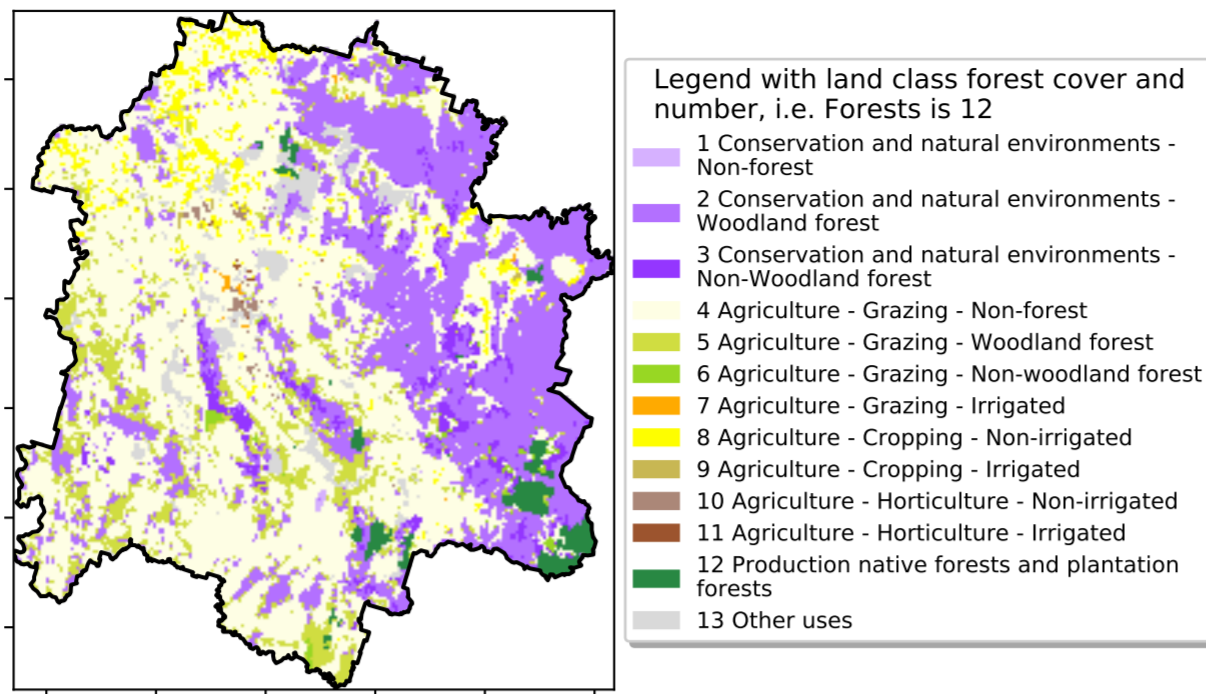 Legend with land class forest cover and
number, i.e. Forests is 12
1 Conservation and natural environments -
Non-forest
2 Conservation and natural environments -
Woodland forest
3 Conservation and natural environments -
Non-Woodland forest
4 Agriculture - Grazing - Non-forest
5 Agriculture - Grazing - Woodland forest
6 Agriculture - Grazing - Non-woodland forest
7 Agriculture - Grazing - Irrigated
8 Agriculture - Cropping - Non-irrigated
9 Agriculture - Cropping - Irrigated
10 Agriculture - Horticulture - Non-irrigated
11 Agriculture - Horticulture - Irrigated
12 Production native forests and plantation
forests
13 Other uses